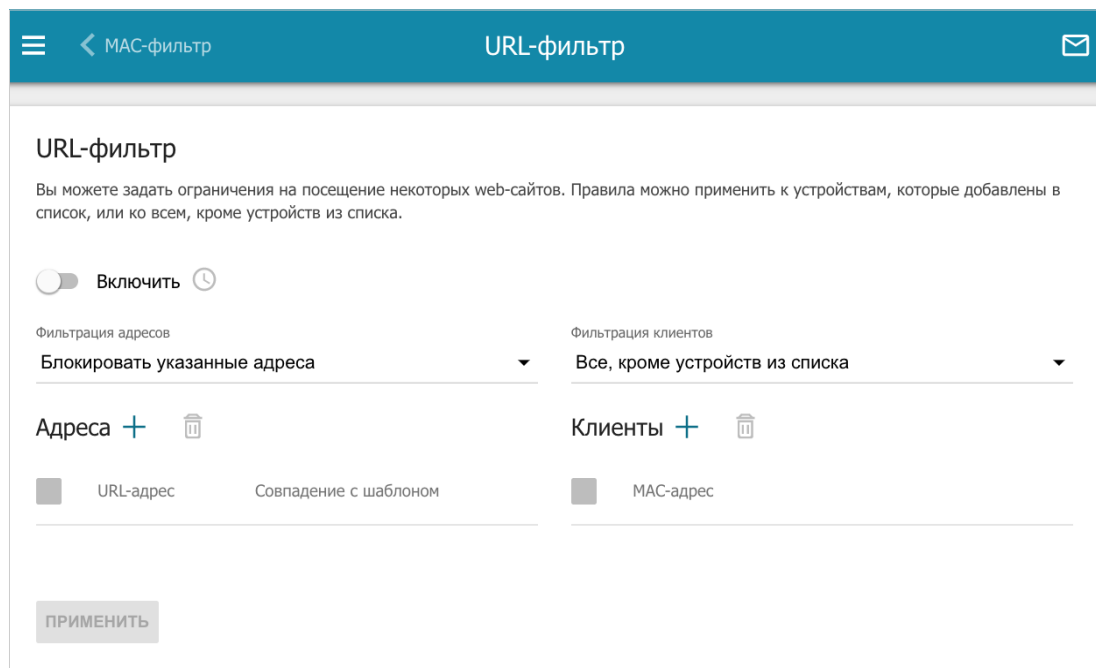 МАС-фильтр
URL-фильтр
URL-фильтр
Вы можете задать ограничения на посещение некоторых web-сайтов. Правила можно применить к устройствам, которые добавлены в
список, или ко всем, кроме устройств из списка.
Включить
Фильтрация адресов
Фильтрация клиентов
Блокировать указанные адреса
Все, кроме устройств из списка
Адреса
Клиенты
URL-адрес Совпадение с шаблоном
MAC-адрес
ПРИМЕНИТЬ